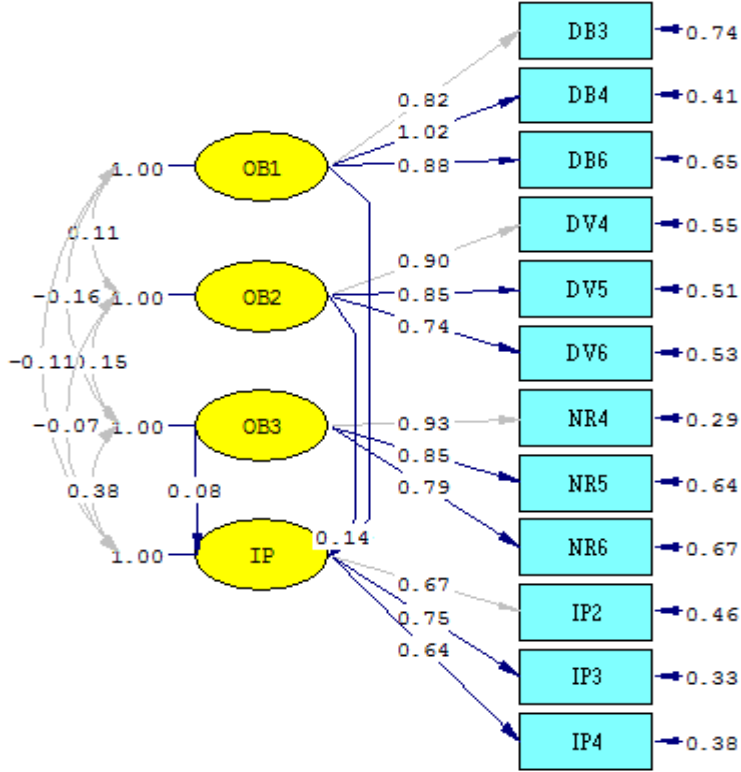 DB3 0.74
0.82
DB4 0.41
1.02
1.00 OB1 0.88 DB6 0.65
0.11 DV4 0.55
0.90
-0.16 1.00 OB2 0.85 DV5 0.51
0.74
-0.11 0.15 DV6 0.53
-0.07 1.00 OB3 0.93 NR4 0.29
0.85
0.38 0.08 0.79 NR5 0.64
0.14 NR6 0.67
1.00 IP
0.67
0.75 IP2 0.46
0.64
IP3 0.33
IP4 0.38